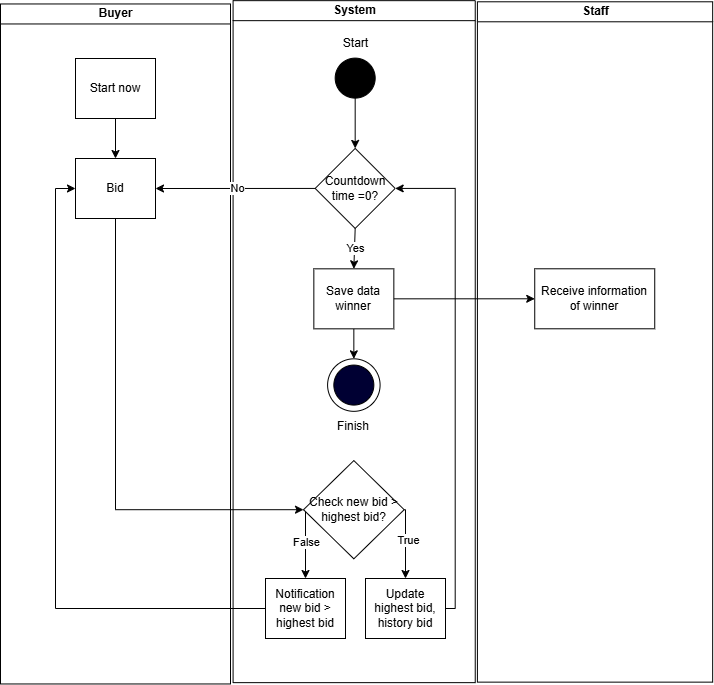 Buyer
System
Staff
Start
Start now
Countdown
time =0?
Bid
No
Yes
Save data
winner
Receive information
of winner
Finish
Check new bid >
highest bid?
False
True
Notification
new bid >
highest bid
Update
highest bid,
history bid